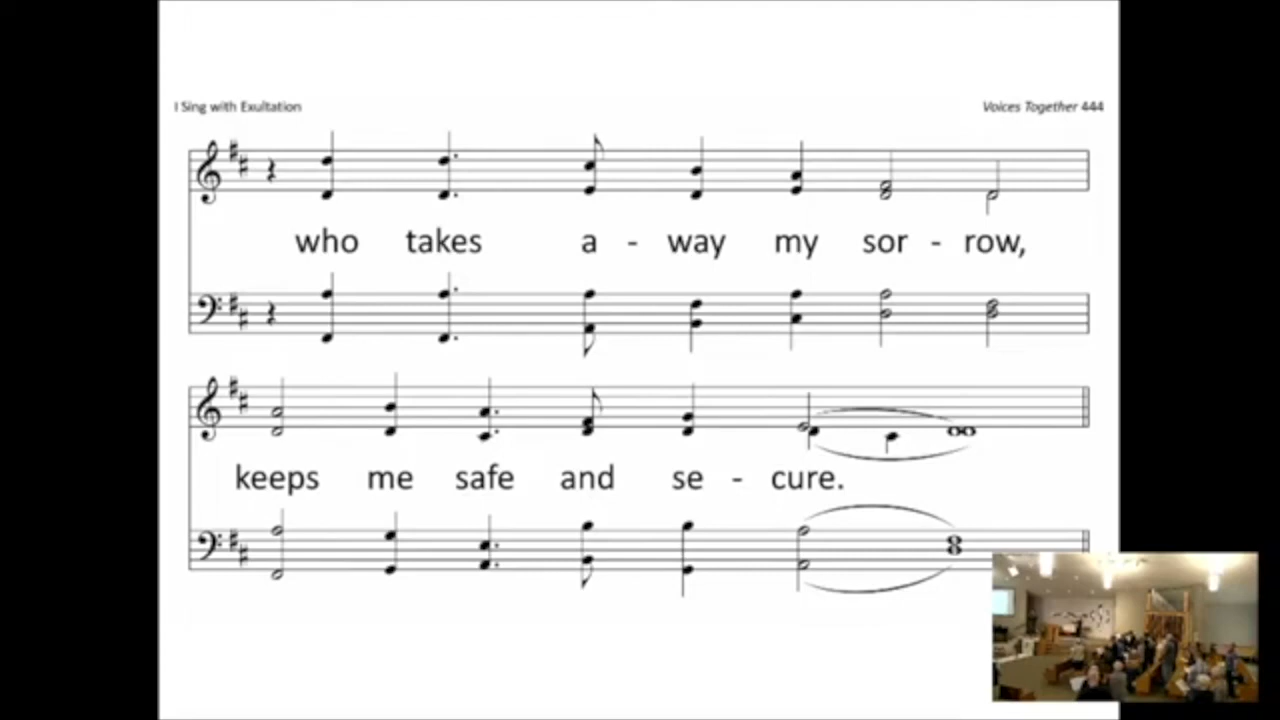 I Sing with Exultation
Voices Together 444
who takes a - way my sor - row,
keeps me safe and se - cure.